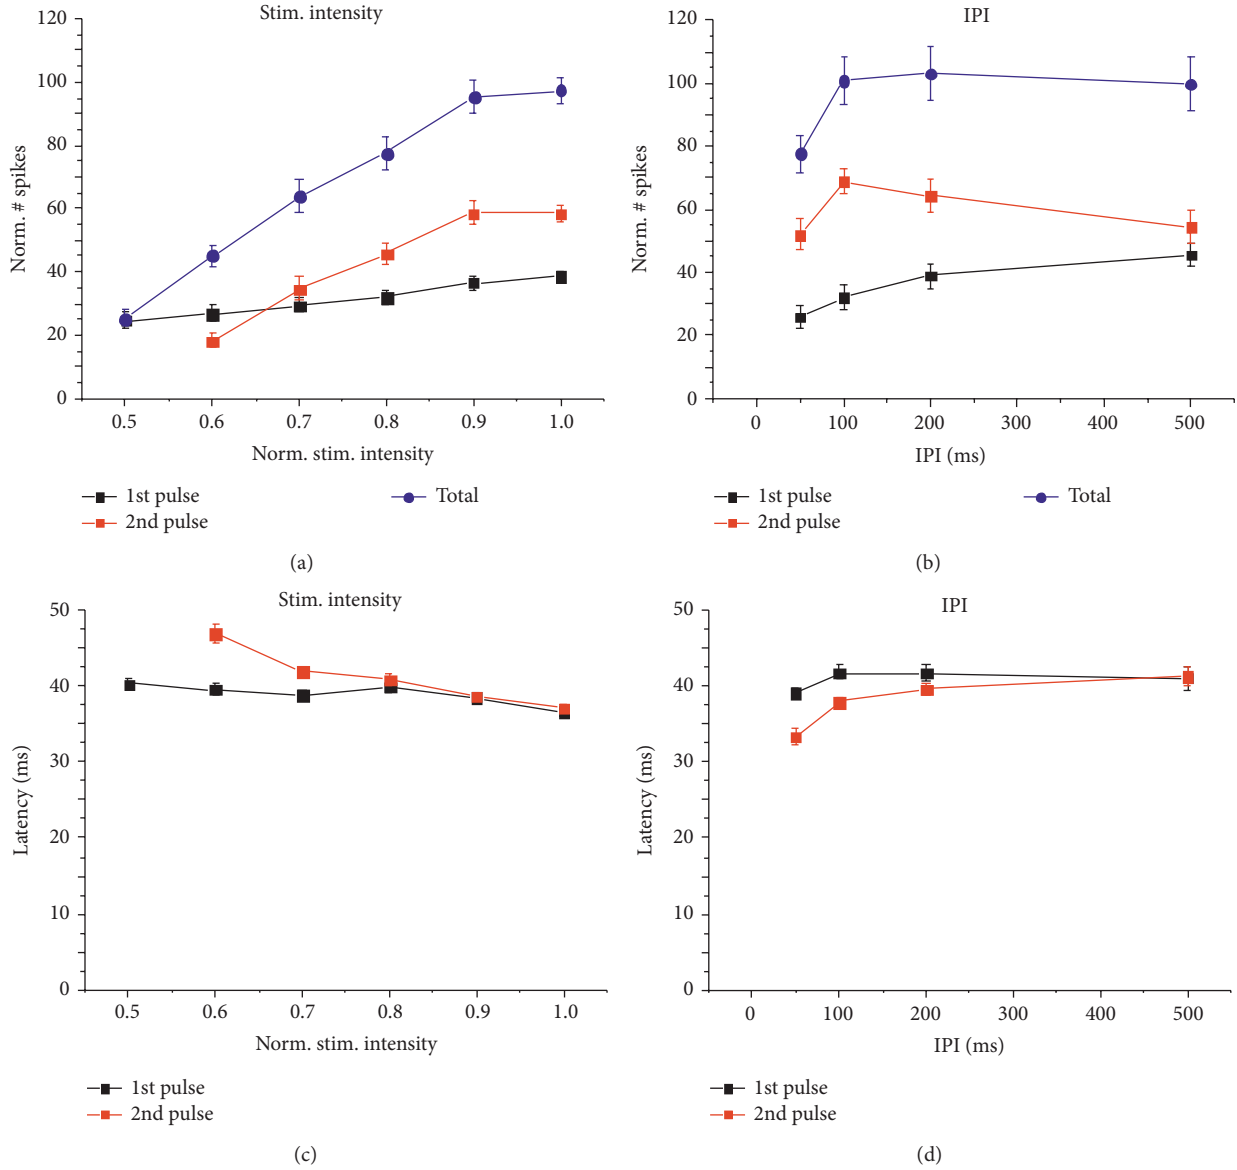 Stim. intensity
120
100
80
60
40
20
0
Norm. # spikes
0.5 0.6 0.7 0.8 0.9 1.0
Norm. stim. intensity
1st pulse
2nd pulse
Total
(a)
IPI
120
100
80
60
40
20
0
Norm. # spikes
0 100 200 300 400 500
IPI (ms)
1st pulse
2nd pulse
Total
(b)
Stim. intensity
50
40
30
20
10
0
Latency (ms)
0.5 0.6 0.7 0.8 0.9 1.0
Norm. stim. intensity
1st pulse
2nd pulse
(c)
IPI
50
40
30
20
10
0
Latency (ms)
0 100 200 300 400 500
IPI (ms)
1st pulse
2nd pulse
(d)